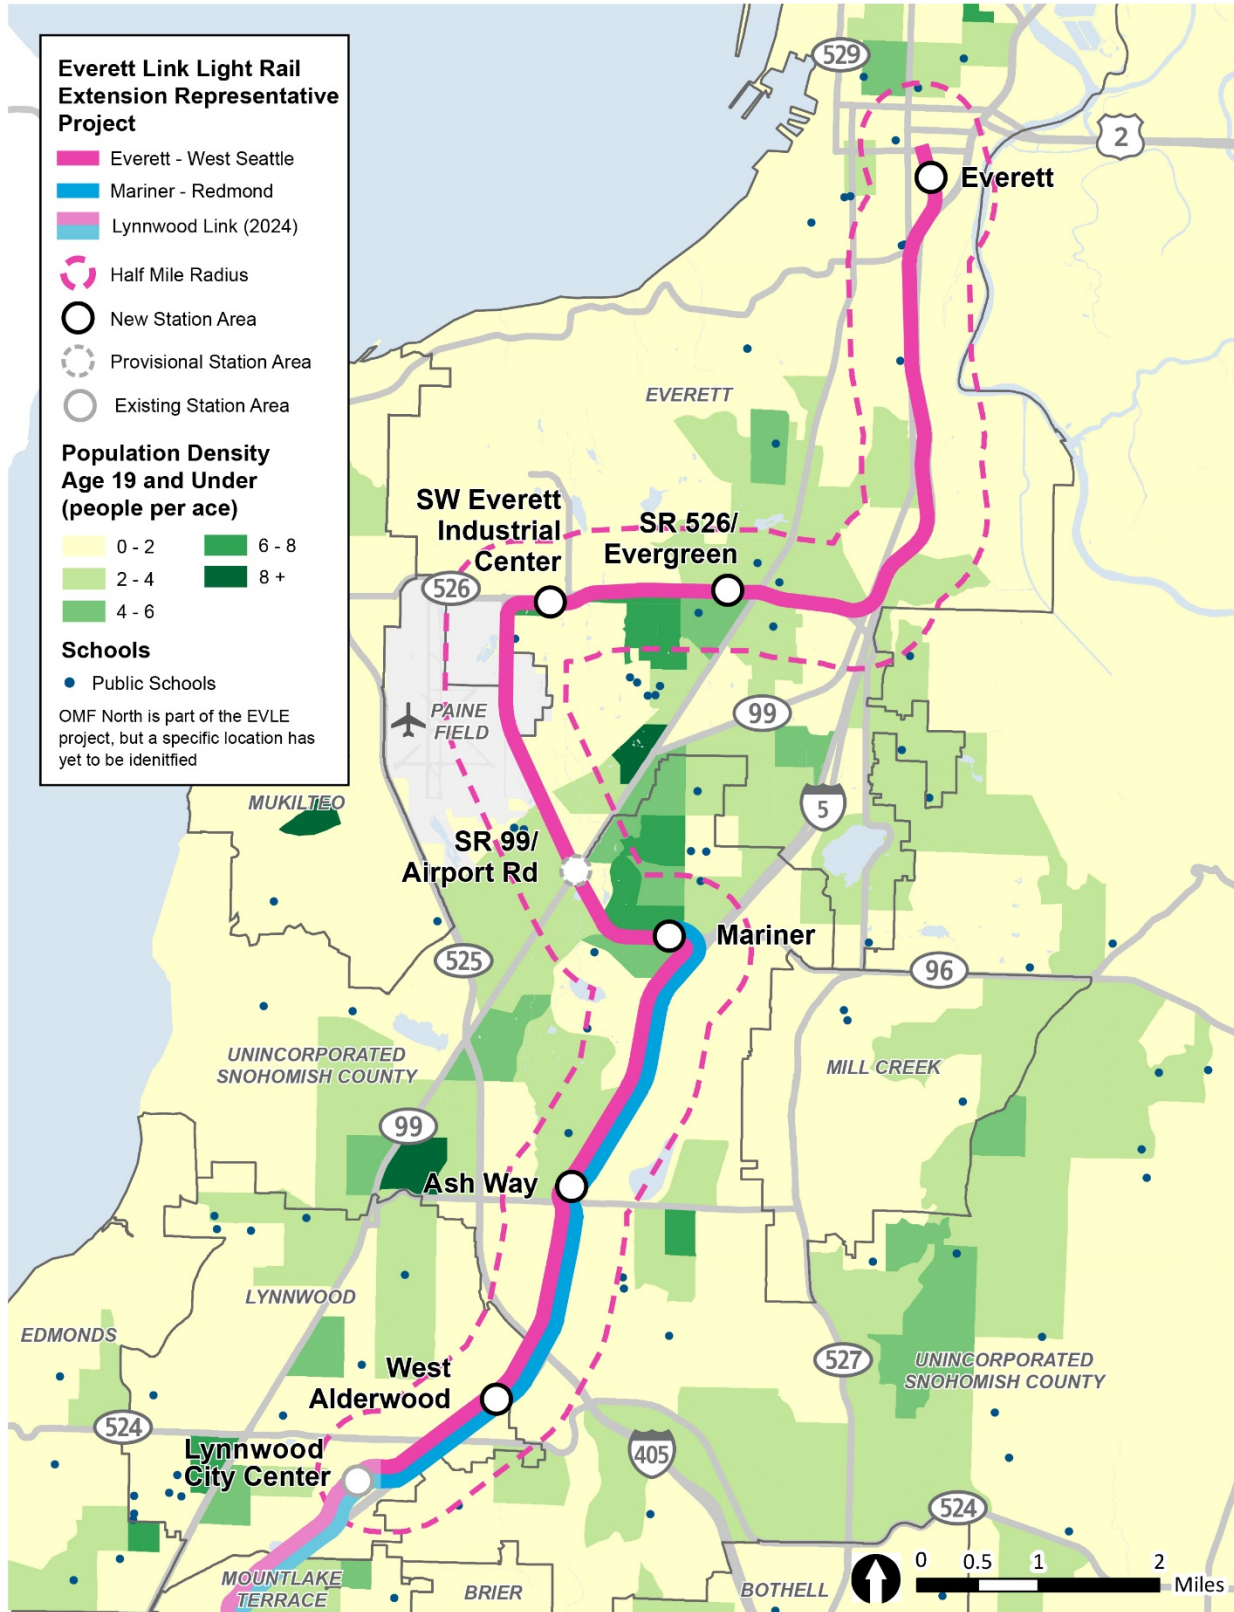 Everett Link Light Rail
Extension Representative
Project
Everett - West Seattle
Mariner - Redmond
Lynnwood Link (2024)
Half Mile Radius
New Station Area
Provisional Station Area
Existing Station Area
Population Density
Age 19 and Under
(people per ace)
0 - 2
6 - 8
2 - 4
8 +
4 - 6
Schools
Public Schools
OMF North is part of the EVLE
project, but a specific location has
yet to be idenitfied
529
2
Everett
EVERETT
SW Everett
Industrial
Center
SR 526/
Evergreen
526
99
PAINE
FIELD
5
MUKILTEO
SR 99/
Airport Rd
Mariner
525
96
UNINCORPORATED
SNOHOMISH COUNTY
MILL CREEK
99
Ash Way
LYNNWOOD
EDMONDS
527
UNINCORPORATED
SNOHOMISH COUNTY
West
Alderwood
524
Lynnwood
City Center
405
524
MOUNTLAKE
TERRACE
BRIER
BOTHELL
0 0.5 1 2
Miles